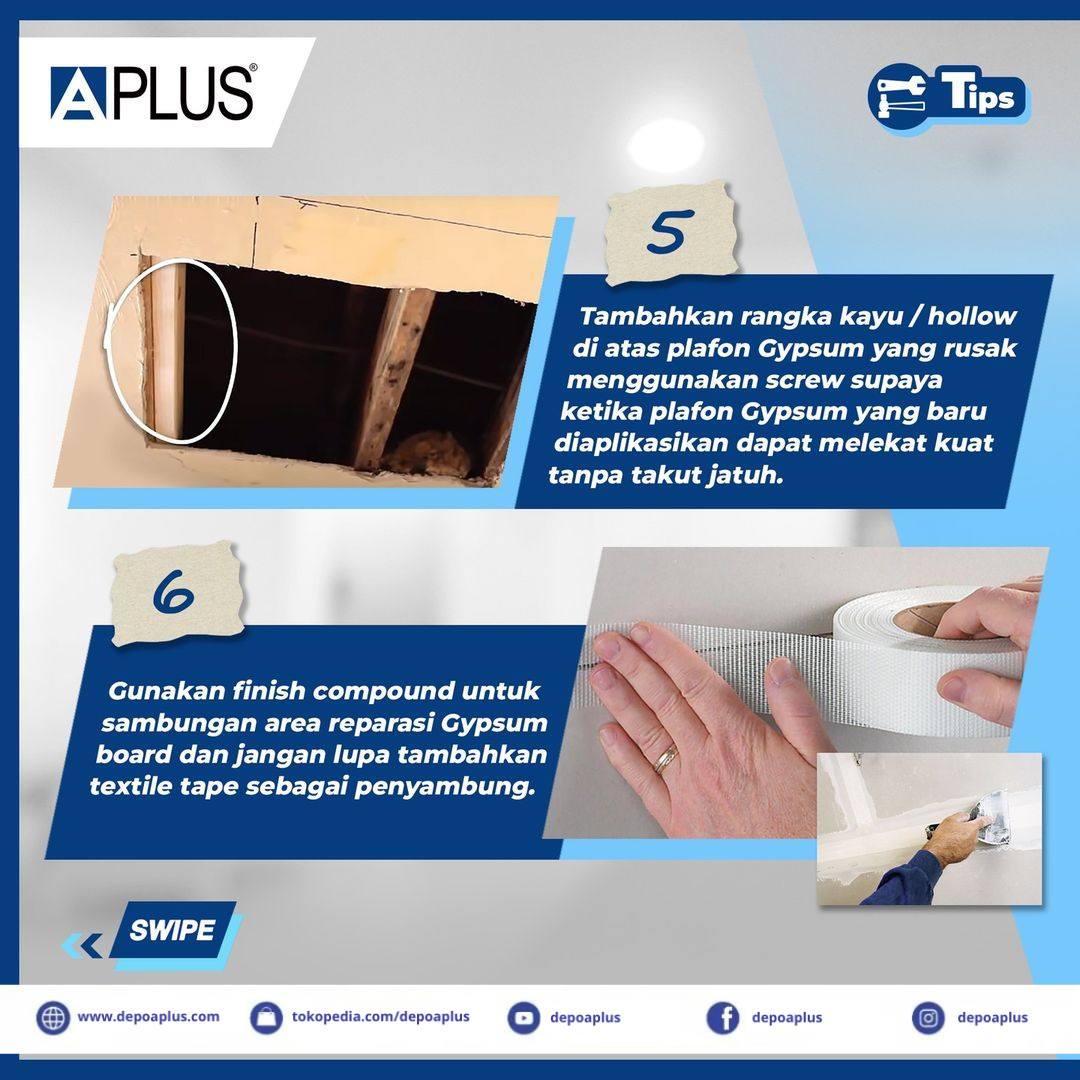 APLUS®
Tips
5
Tambahkan rangka kayu / hollow
di atas plafon Gypsum yang rusak
menggunakan screw supaya
ketika plafon Gypsum yang baru
diaplikasikan dapat melekat kuat
tanpa takut jatuh.
6
Gunakan finish compound untuk
sambungan area reparasi Gypsum
board dan jangan lupa tambahkan
textile tape sebagai penyambung.
SWIPE
www.depoaplus.com
tokopedia.com/depoaplus
depoaplus
depoaplus
depoaplus